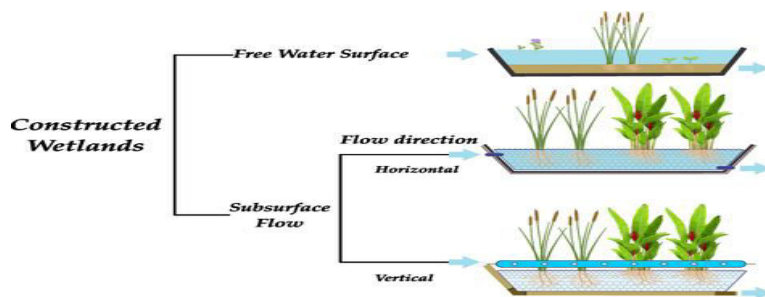 Free Water Surface
Constructed
Wetlands
Flow direction
Horizontal
Subsurface
Flow
Vertical